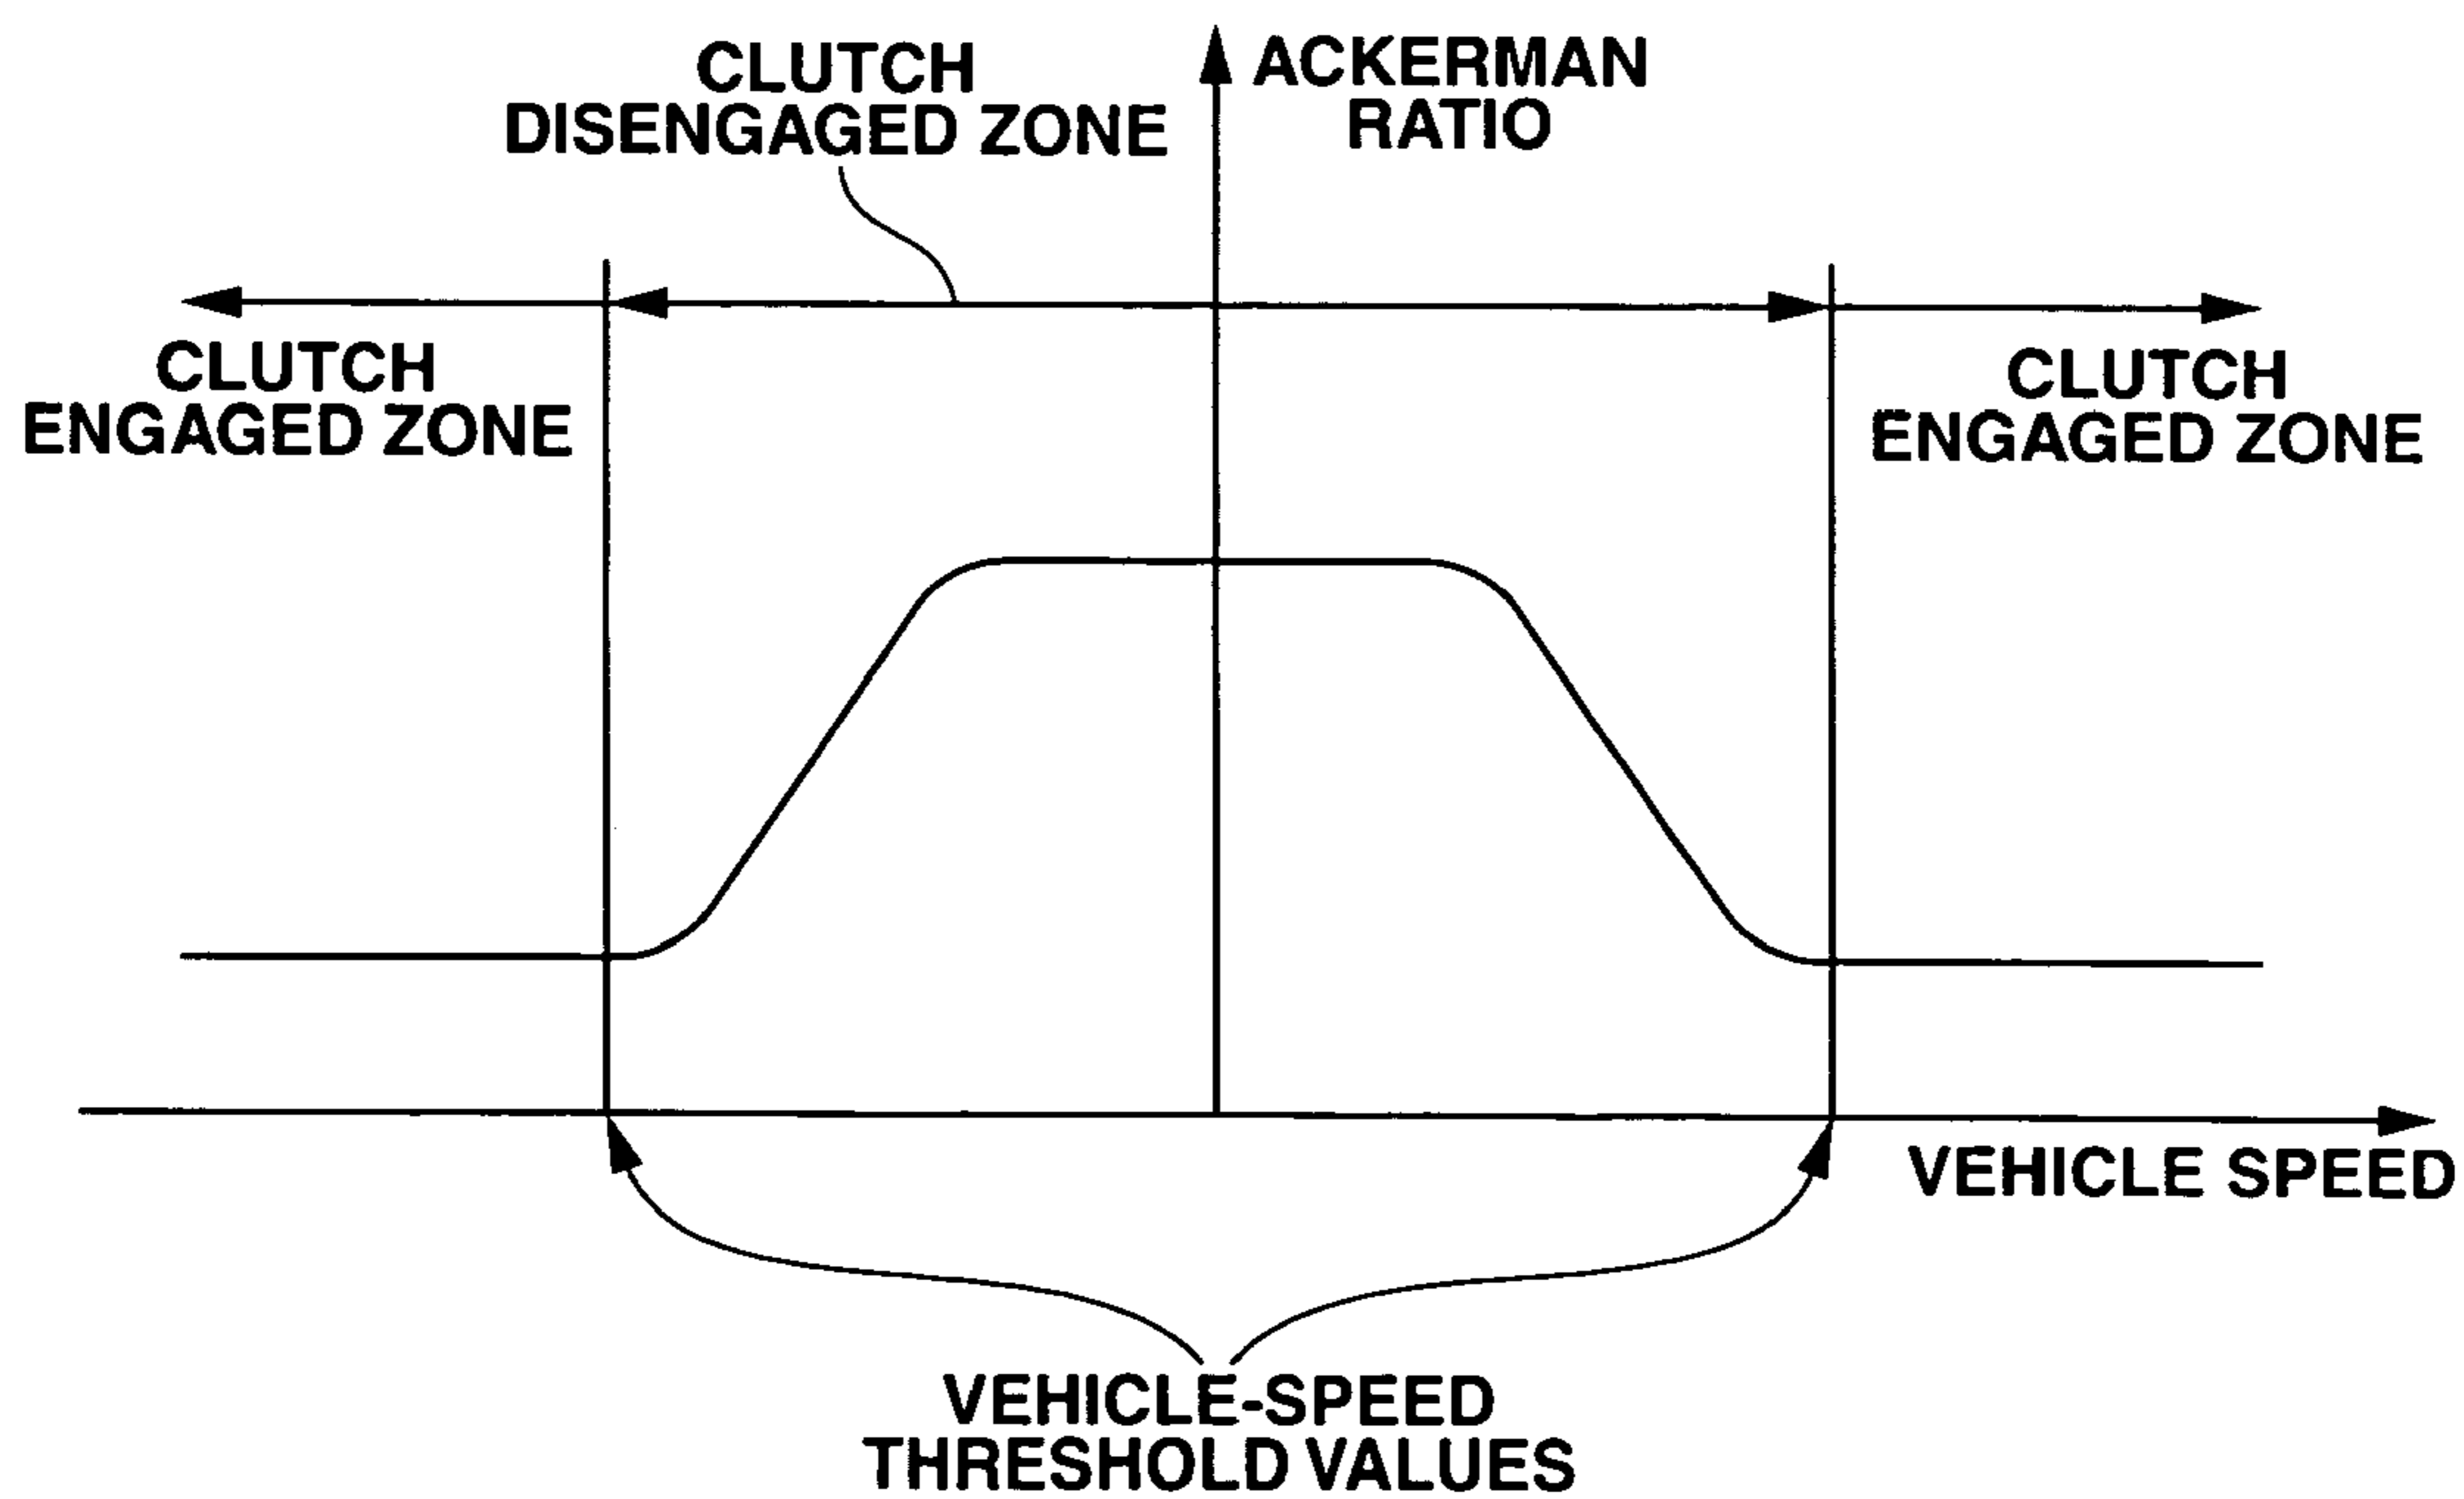 CLUTCH
DISENGAGED ZONE
ACKERMAN
RATIO
CLUTCH
ENGAGED ZONE
CLUTCH
ENGAGED ZONE
VEHICLE SPEED
VEHICLE-SPEED
THRESHOLD VALUES